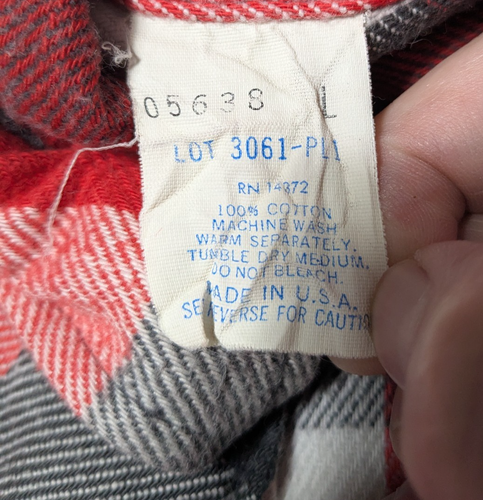 05638 L
LOT 3061-PL1
RN 14372
100% COTTON
MACHINE WASH
WARM SEPARATELY.
TUMBLE DRY MEDIUM.
DO NOT BLEACH.
MADE IN U.S.A.
SEE REVERSE FOR CAUTION